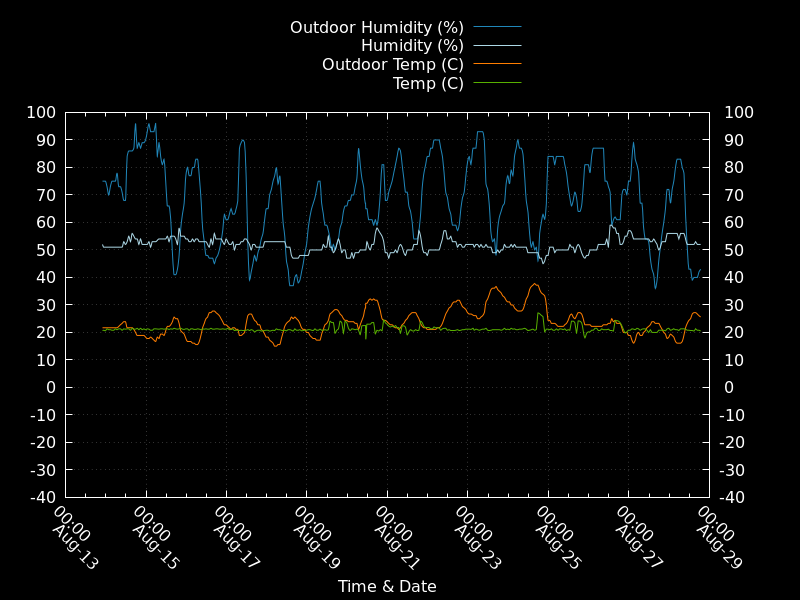 Outdoor Humidity (%)
Humidity (%)
Outdoor Temp (C)
Temp (C)
100 100
90 90
80 80
70 70
60 60
50 50
40 40
30 30
20 20
10 10
0 0
-10 -10
-20 -20
-30 -30
-40 -40
00:00 00:00 00:00 00:00 00:00 00:00 00:00 00:00 00:00
Aug-13 Aug-15 Aug-17 Aug-19 Aug-21 Aug-23 Aug-25 Aug-27 Aug-29
Time & Date